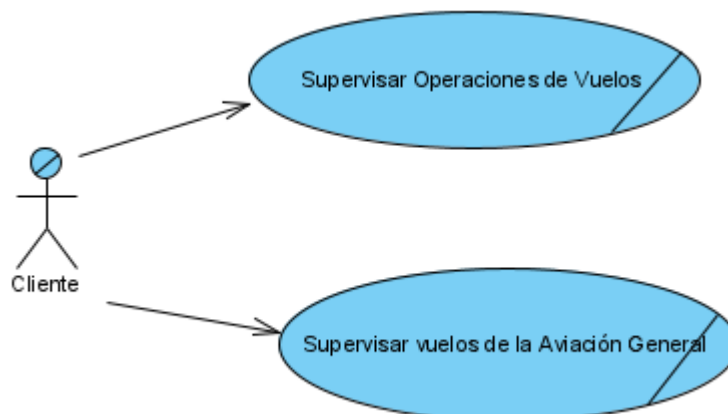 Supervisar Operaciones de Vuelos
Cliente
Supervisar vuelos de la Aviación General